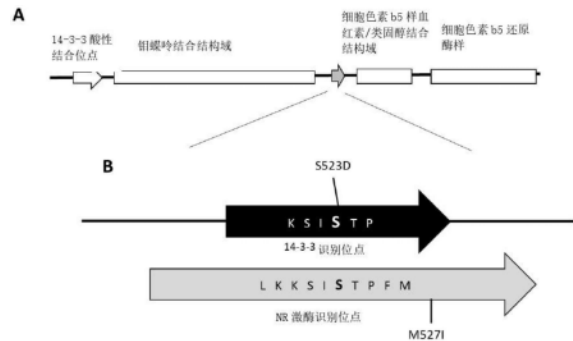 A
14-3-3 酸性
结合位点
钼蝶呤结合结构域
细胞色素 b5 样血
红素/类固醇结合
结构域
细胞色素 b5 还原
酶样
B
S523D
K S I S T P
14-3-3 识别位点
L K K S I S T P F M
NR 激酶识别位点
M527I